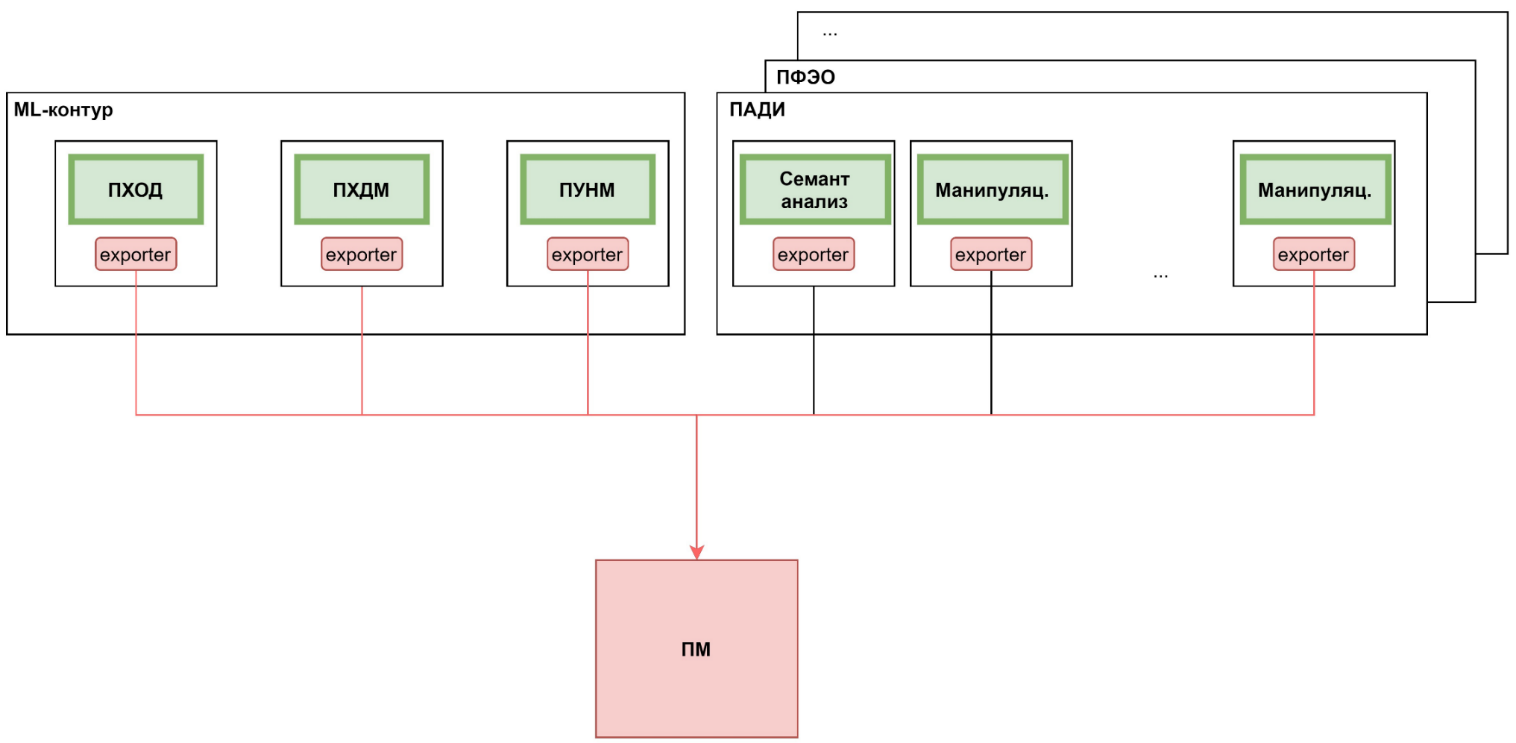 ...
ПФЭО
ML-контур
ПАДИ
ПХОД
exporter
ПХДМ
exporter
ПУНМ
exporter
Семант
анализ
exporter
Манипуляц.
exporter
...
Манипуляц.
exporter
ПМ